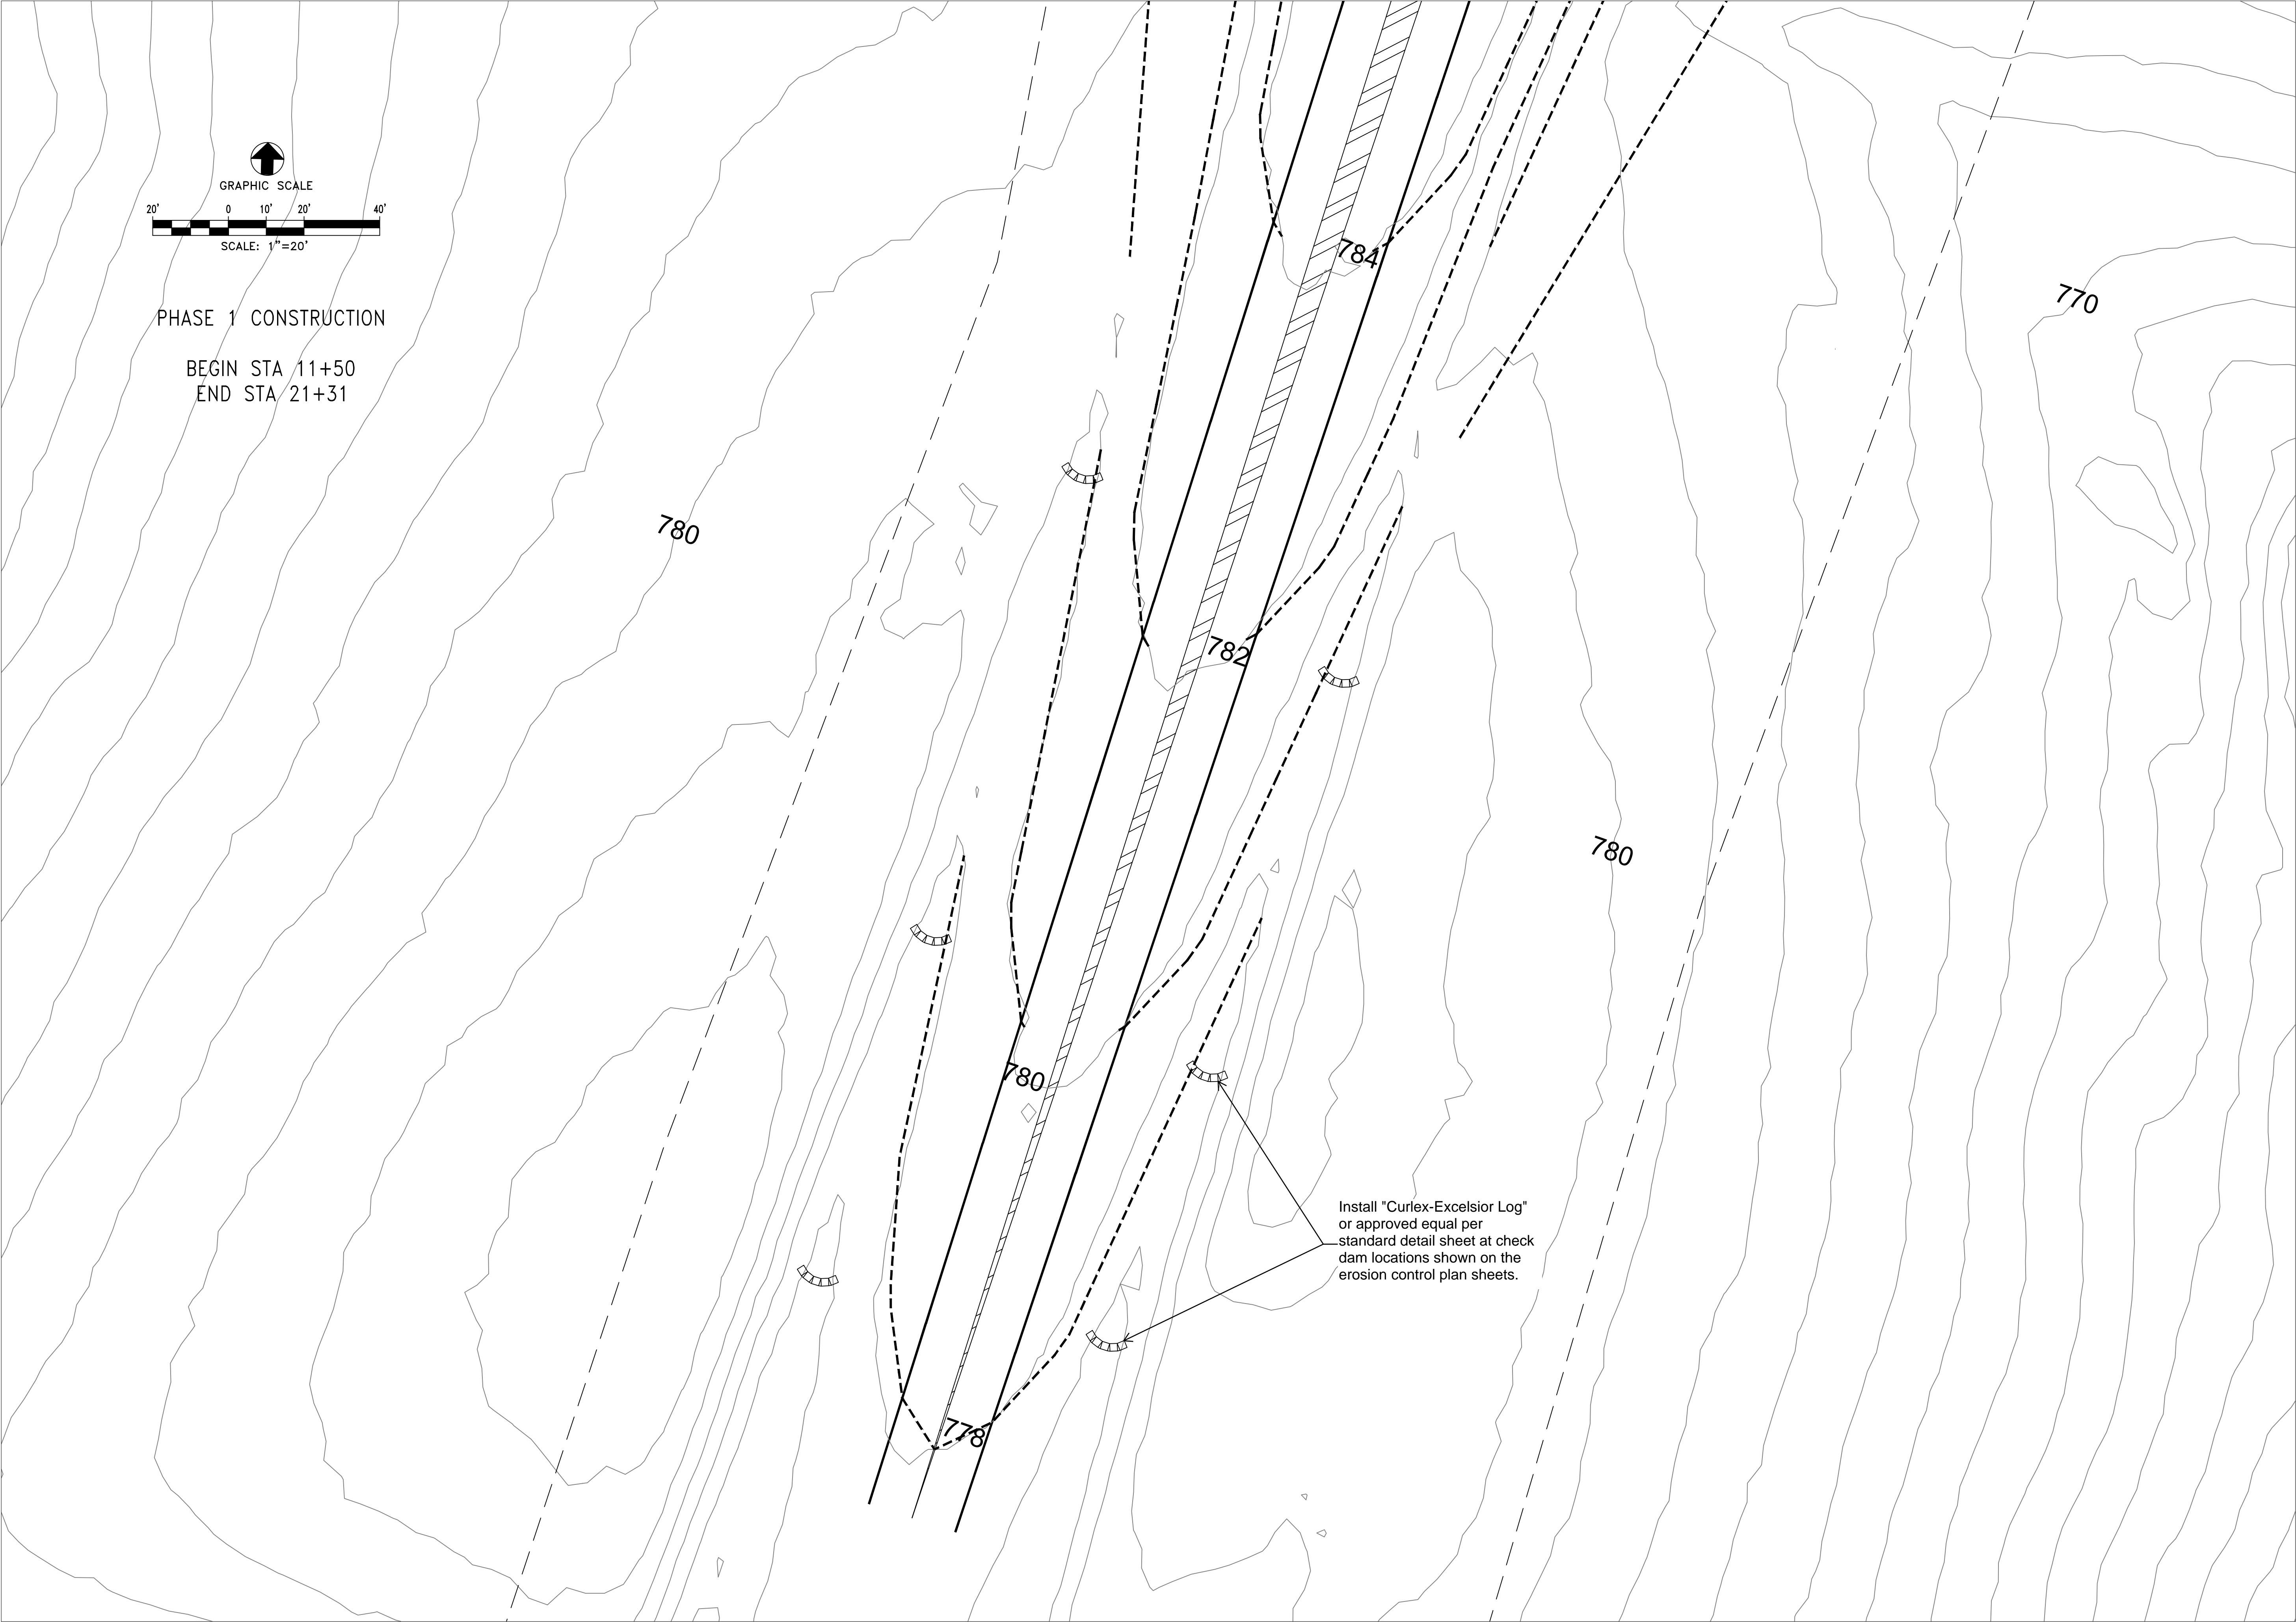 GRAPHIC SCALE
20' 0 10' 20' 40'
SCALE: 1"=20'
PHASE 1 CONSTRUCTION
BEGIN STA 11+50
END STA 21+31
784
770
780
782
780
780
778
Install "Curlex-Excelsior Log"
or approved equal per
standard detail sheet at check
dam locations shown on the
erosion control plan sheets.